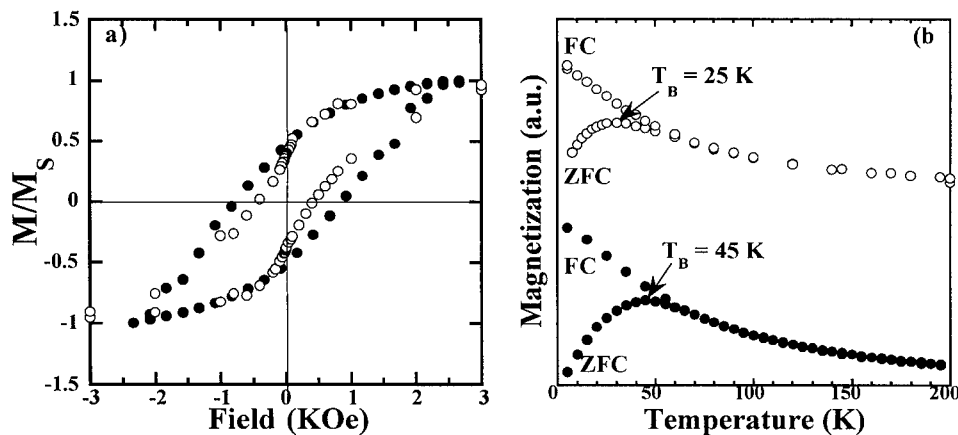 a)
M/M_S
1.5
1
0.5
0
-0.5
-1
-1.5
-3
-2
-1
0
1
2
3
Field (KOe)
(b
Magnetization (a.u.)
FC
T_B = 25 K
ZFC
FC
T_B = 45 K
ZFC
0
50
100
150
200
Temperature (K)